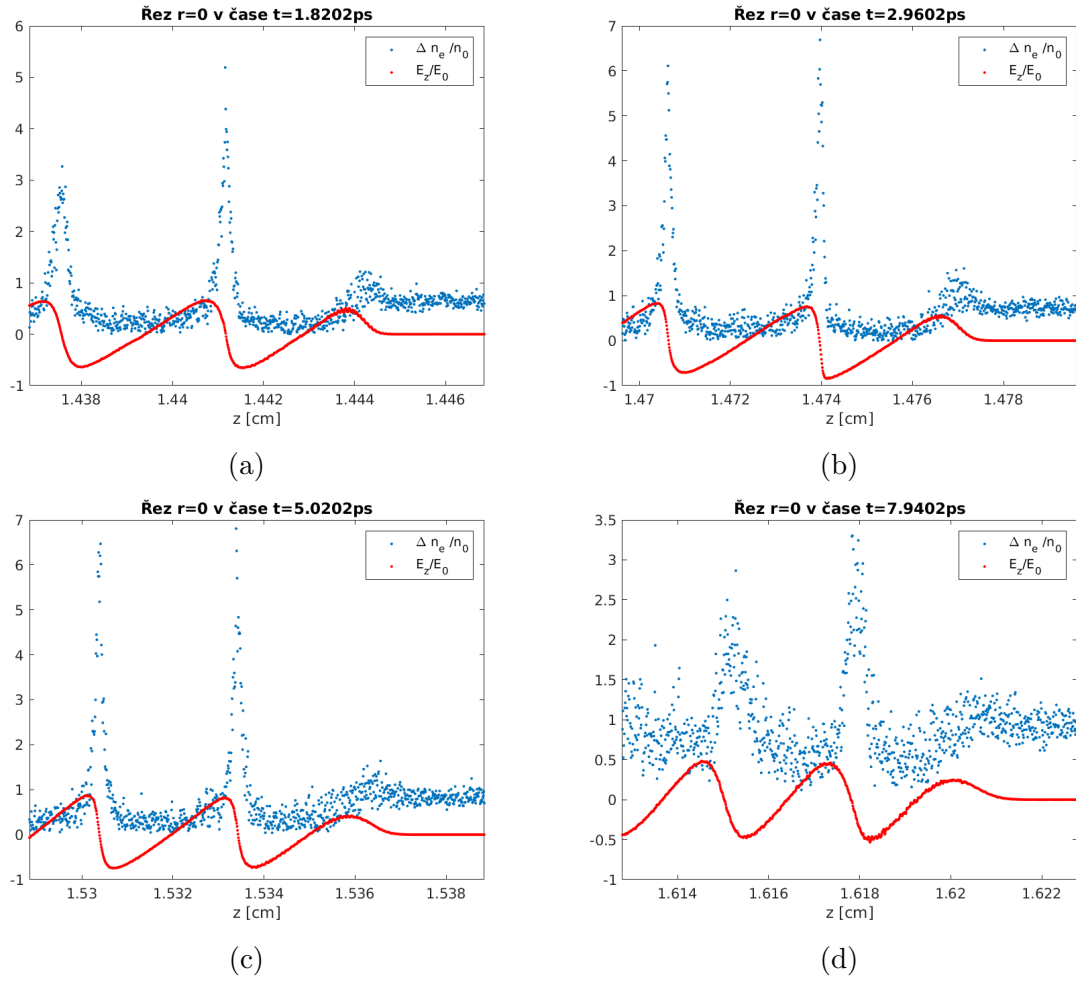 Řez r=0 v čase t=1.8202ps
6
5
4
3
2
1
0
-1
Δ n_e /n_0
E_z/E_0
1.438 1.44 1.442 1.444 1.446
z [cm]
(a)
Řez r=0 v čase t=2.9602ps
7
6
5
4
3
2
1
0
-1
Δ n_e /n_0
E_z/E_0
1.47 1.472 1.474 1.476 1.478
z [cm]
(b)
Řez r=0 v čase t=5.0202ps
7
6
5
4
3
2
1
0
-1
Δ n_e /n_0
E_z/E_0
1.53 1.532 1.534 1.536 1.538
z [cm]
(c)
Řez r=0 v čase t=7.9402ps
3.5
3
2.5
2
1.5
1
0.5
0
-0.5
-1
Δ n_e /n_0
E_z/E_0
1.614 1.616 1.618 1.62 1.622
z [cm]
(d)